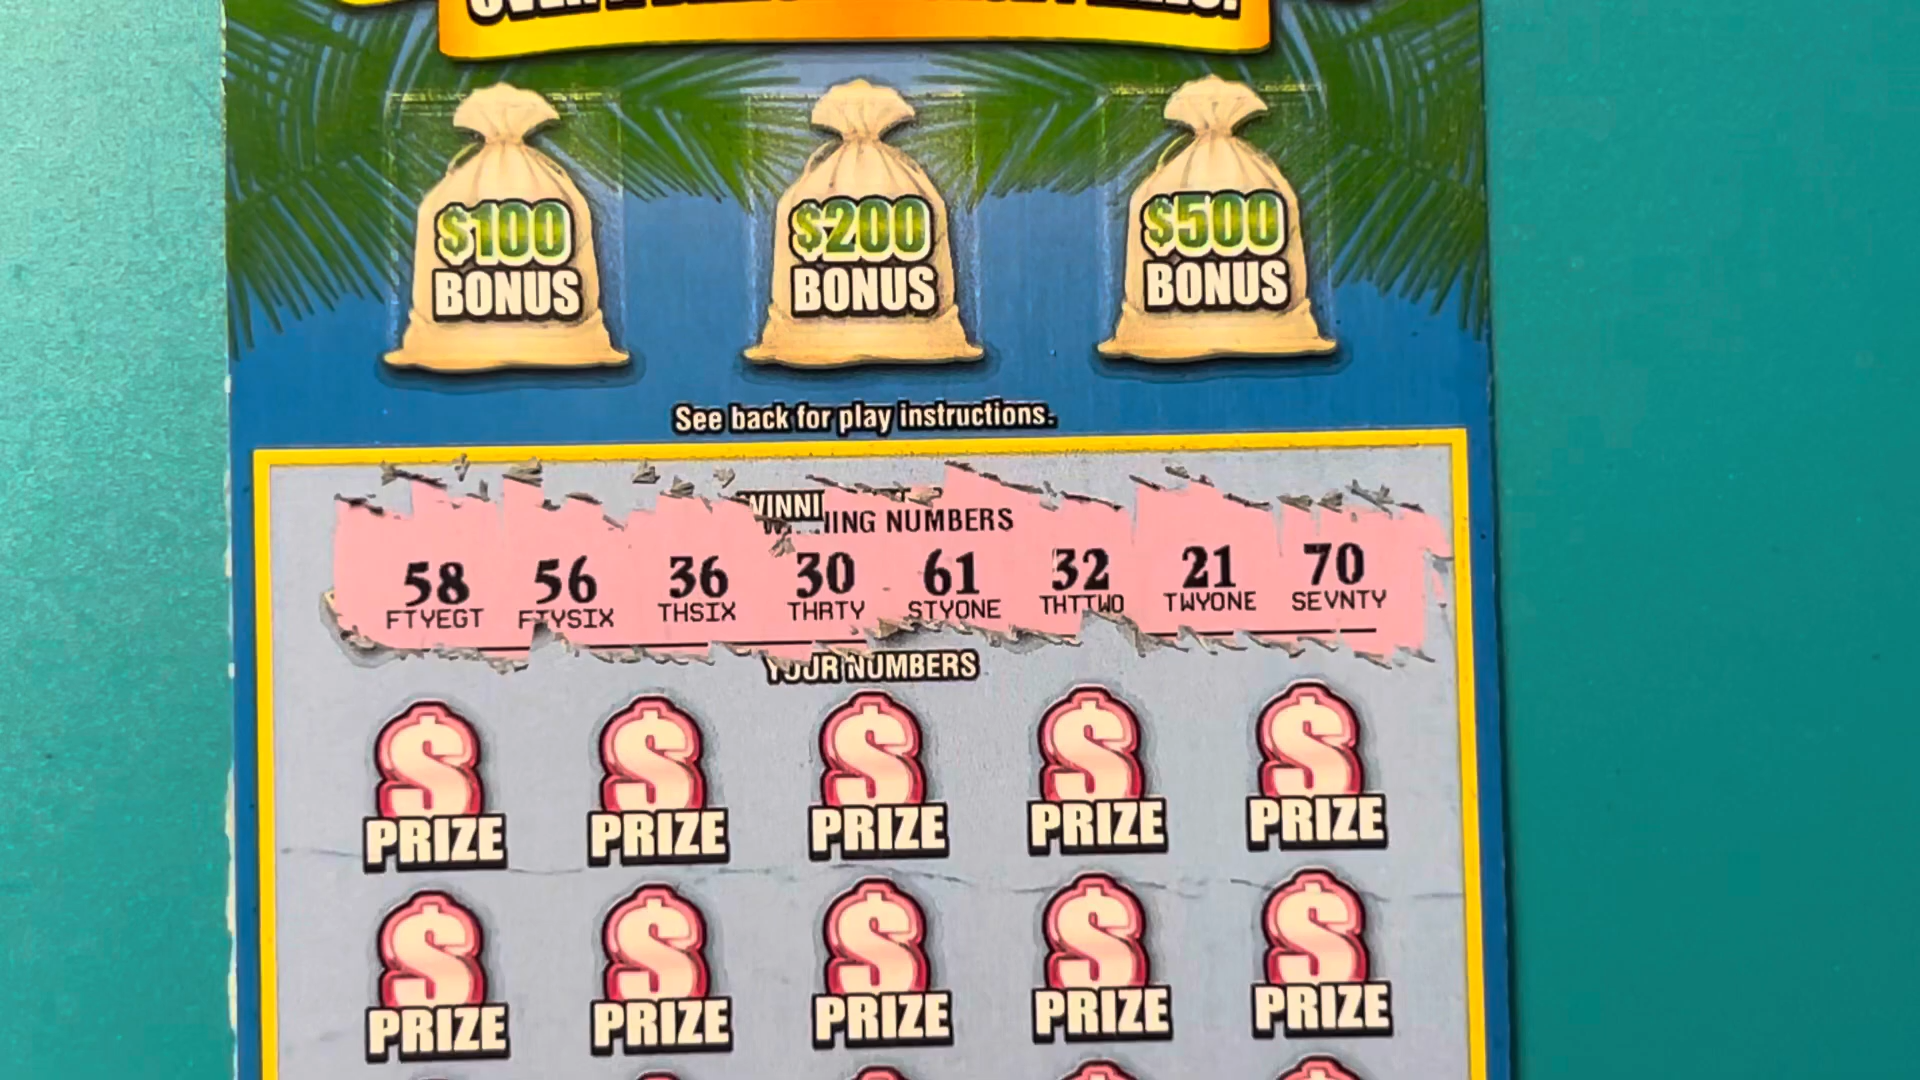 $100 $200 $500
BONUS BONUS BONUS
See back for play instructions.
WINNI
NUMBERS
58 56 36 30 61 32 21 70
FTYEGT FTYSIX THSIX THRTY STYONE THTTWO TWYONE SEVNTY
YOUR NUMBERS
$ $ $ $ $
PRIZE PRIZE PRIZE PRIZE PRIZE
$ $ $ $ $
PRIZE PRIZE PRIZE PRIZE PRIZE